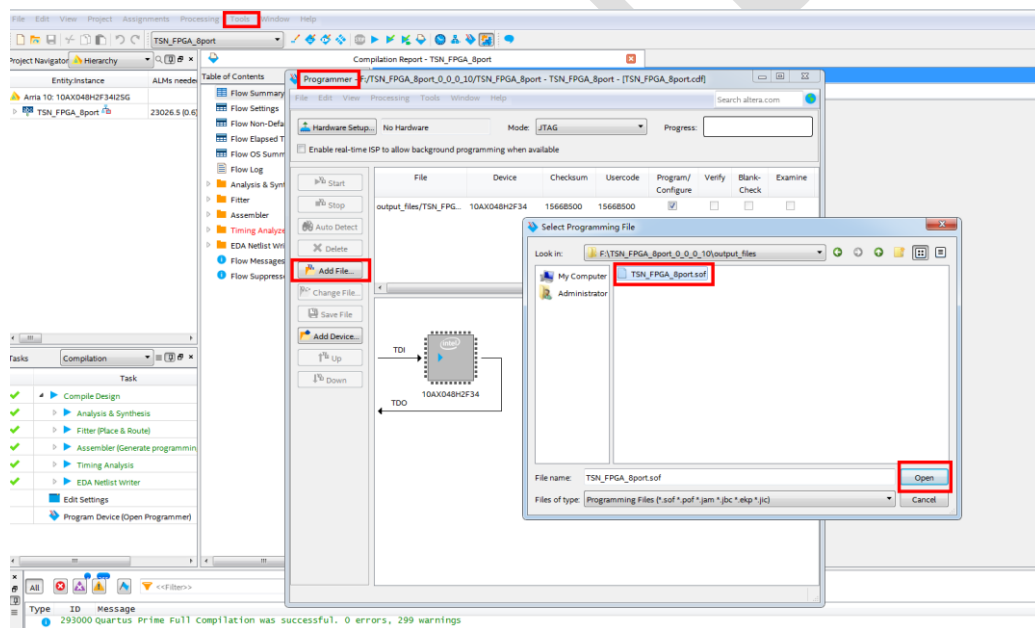 File Edit View Project Assignments Processing Tools Window Help
TSN_FPGA_8port
Project Navigator Hierarchy
Compilation Report - TSN_FPGA_8port
Entity:Instance ALMs neede
Arria 10: 10AX048H2F34I2SG
TSN_FPGA_8port 23026.5 (0.6)
Table of Contents
Flow Summary
Flow Settings
Flow Non-Defa
Flow Elapsed T
Flow OS Summ
Flow Log
Analysis & Synt
Fitter
Assembler
Timing Analyze
EDA Netlist Wri
Flow Messages
Flow Suppresse
Programmer - F:/TSN_FPGA_8port_0_0_0_10/TSN_FPGA_8port - TSN_FPGA_8port - [TSN_FPGA_8port.cdf]
File Edit View Processing Tools Window Help
Search altera.com
Hardware Setup... No Hardware Mode: JTAG Progress:
Enable real-time ISP to allow background programming when available
Start
Stop
Auto Detect
Delete
Add File...
Change File...
Save File
Add Device...
Up
Down
File Device Checksum Usercode Program/Configure Verify Blank-Check Examine
output_files/TSN_FPG... 10AX048H2F34 1566B500 1566B500
TDI
intel
10AX048H2F34
TDO
Select Programming File
Look in: F:\TSN_FPGA_8port_0_0_0_10\output_files
My Computer
Administrator
TSN_FPGA_8port.sof
File name: TSN_FPGA_8port.sof Open
Files of type: Programming Files (*.sof *.pof *.jam *.jbc *.ekp *.jic) Cancel
Tasks Compilation
Task
Compile Design
Analysis & Synthesis
Fitter (Place & Route)
Assembler (Generate programmin
Timing Analysis
EDA Netlist Writer
Edit Settings
Program Device (Open Programmer)
All <<Filter>>
Type ID Message
293000 Quartus Prime Full Compilation was successful. 0 errors, 299 warnings